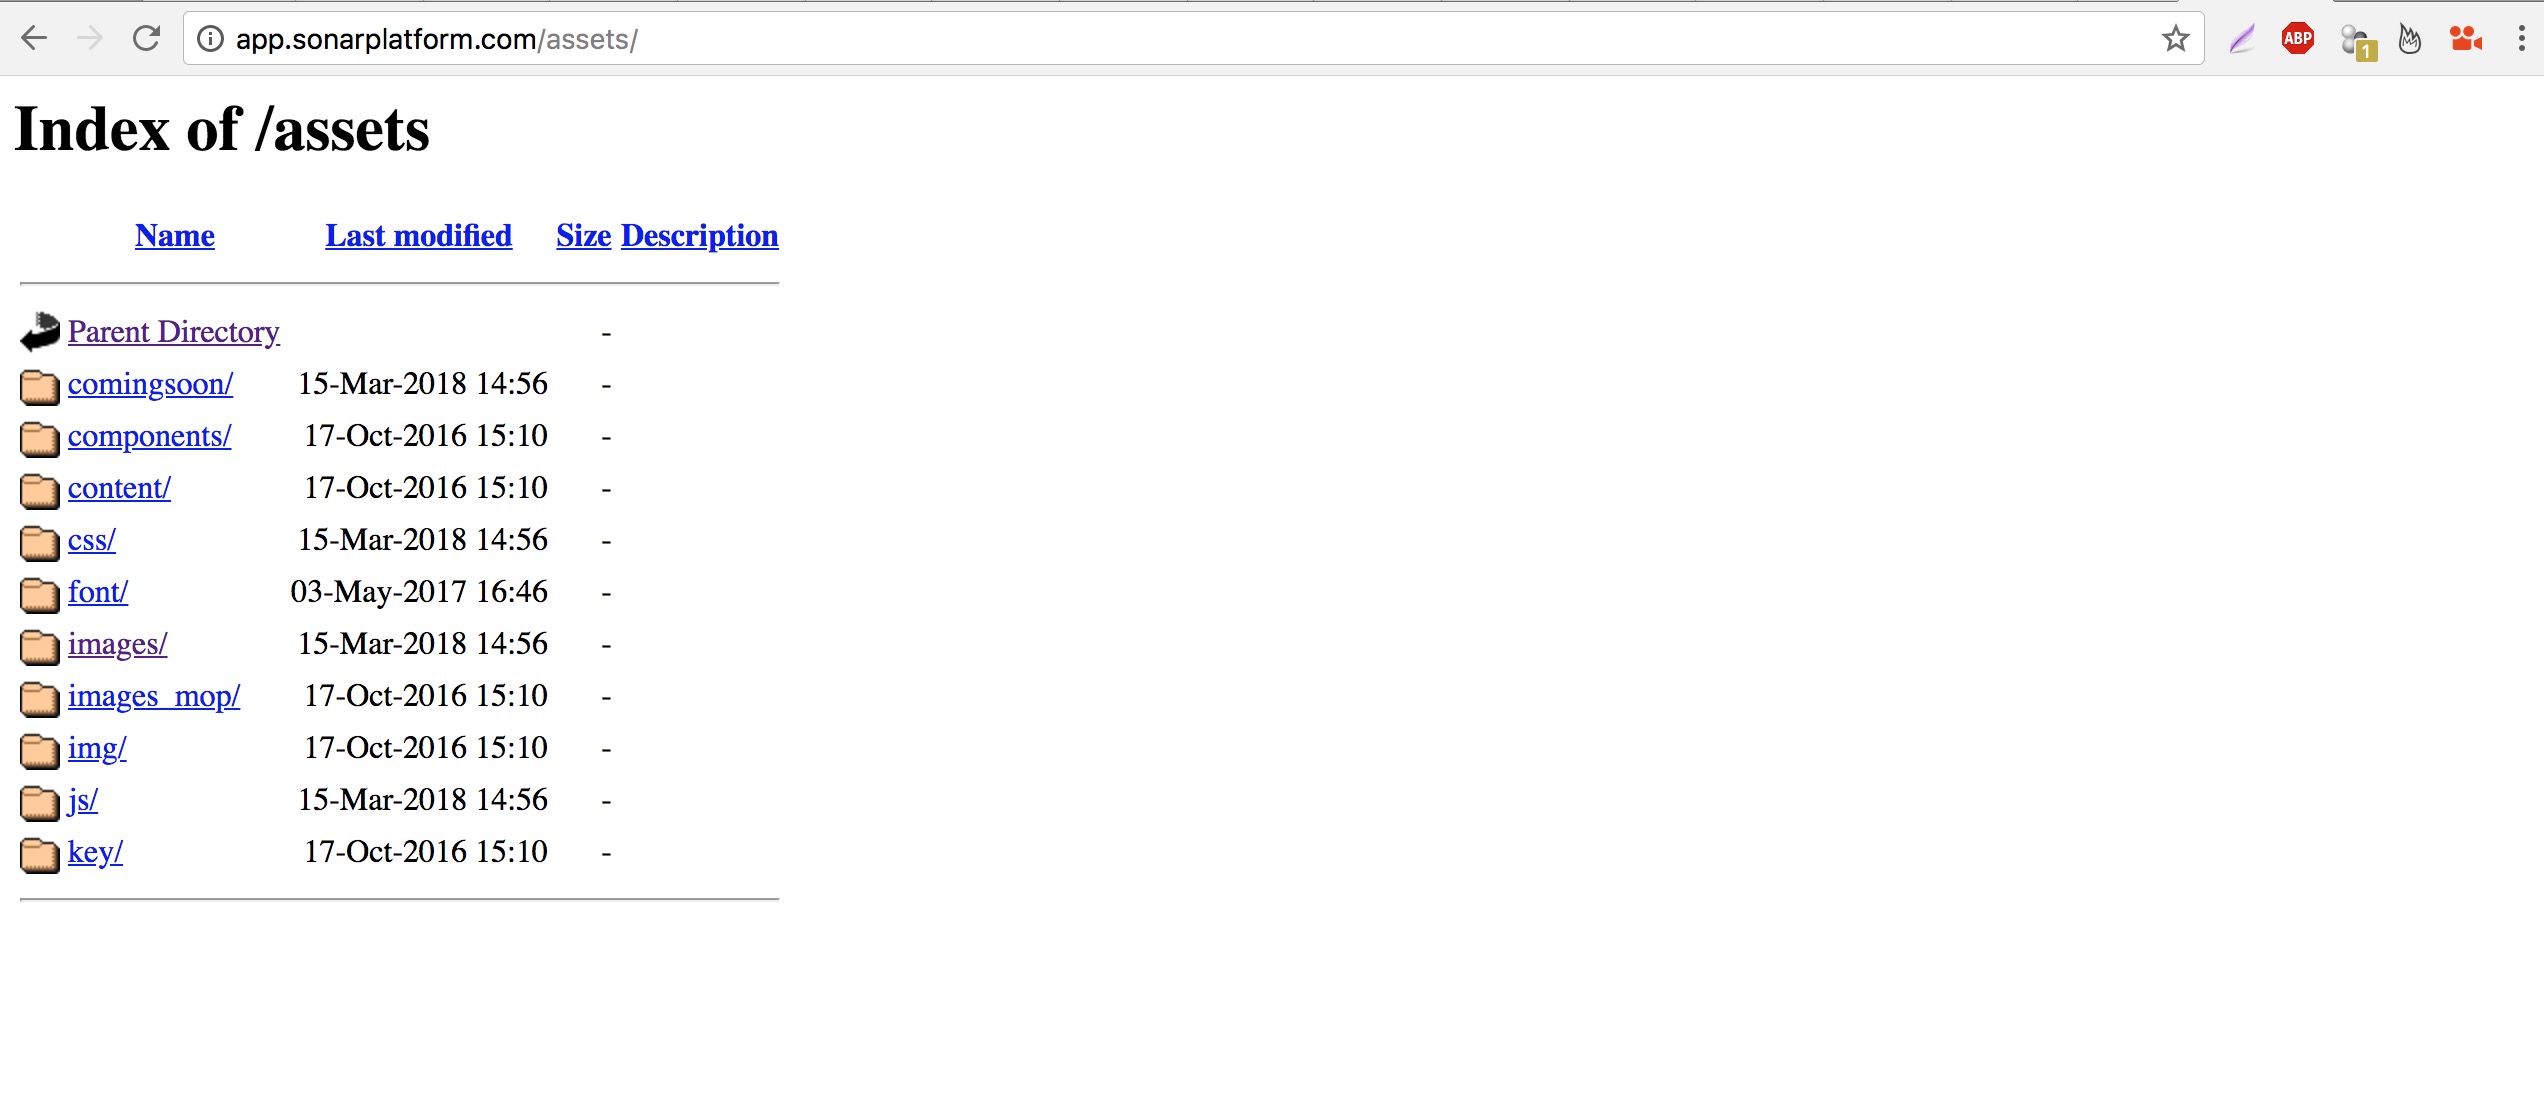 app.sonarplatform.com/assets/
ABP
1
Index of /assets
Name Last modified Size Description
Parent Directory -
comingsoon/ 15-Mar-2018 14:56 -
components/ 17-Oct-2016 15:10 -
content/ 17-Oct-2016 15:10 -
css/ 15-Mar-2018 14:56 -
font/ 03-May-2017 16:46 -
images/ 15-Mar-2018 14:56 -
images_mop/ 17-Oct-2016 15:10 -
img/ 17-Oct-2016 15:10 -
js/ 15-Mar-2018 14:56 -
key/ 17-Oct-2016 15:10 -